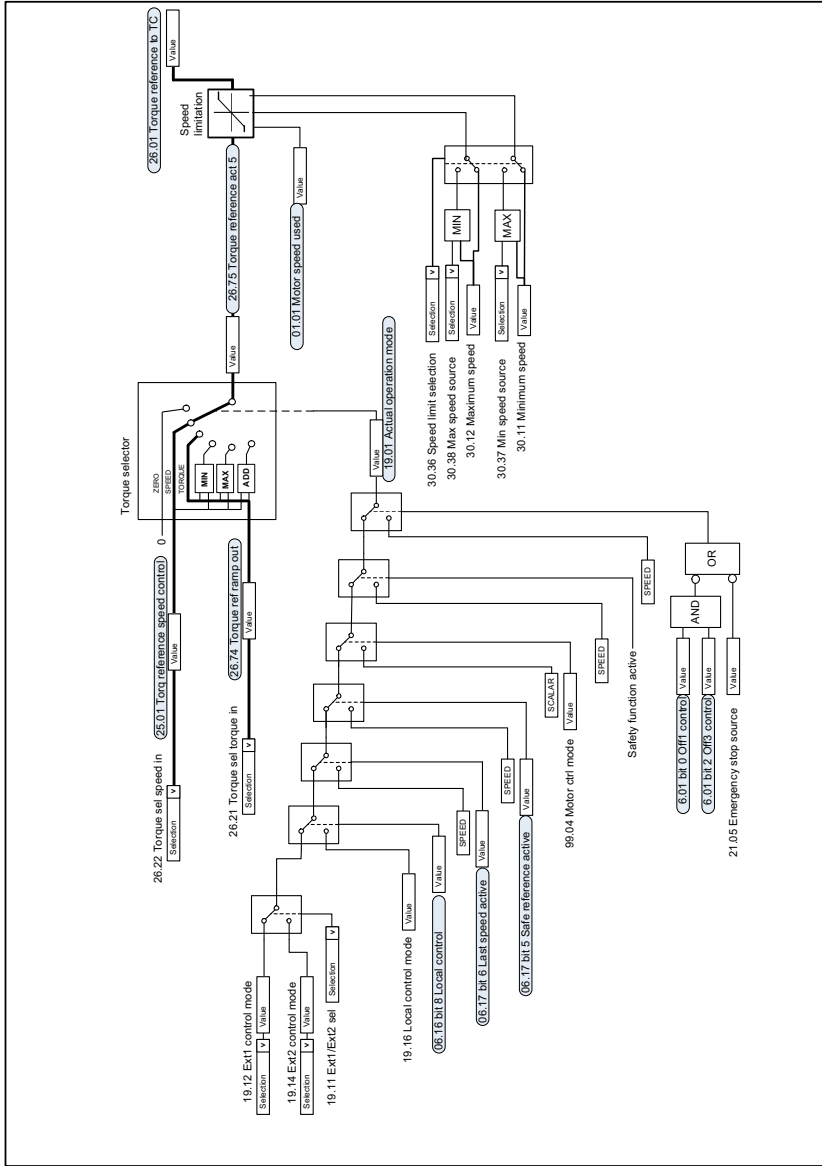 26.22 Torque sel speed in
Selection
v
25.01 Torq reference speed control
Value
0
26.21 Torque sel torque in
Selection
v
26.74 Torque ref ramp out
Value
Torque selector
ZERO
SPEED
TORQUE
MIN
MAX
ADD
Value
26.75 Torque reference act 5
Speed
limitation
Value
26.01 Torque reference to TC
01.01 Motor speed used
Value
19.12 Ext1 control mode
Selection
v
Value
19.14 Ext2 control mode
Selection
v
Value
19.11 Ext1/Ext2 sel
Selection
v
19.16 Local control mode
Value
06.16 bit 8 Local control
Value
SPEED
06.17 bit 6 Last speed active
Value
SPEED
06.17 bit 5 Safe reference active
Value
SCALAR
99.04 Motor ctrl mode
Value
SPEED
Safety function active
SPEED
6.01 bit 0 Off1 control
Value
6.01 bit 2 Off3 control
Value
AND
OR
21.05 Emergency stop source
Value
Value
19.01 Actual operation mode
30.36 Speed limit selection
Selection
v
30.38 Max speed source
Selection
v
30.12 Maximum speed
Value
MIN
30.37 Min speed source
Selection
v
30.11 Minimum speed
Value
MAX